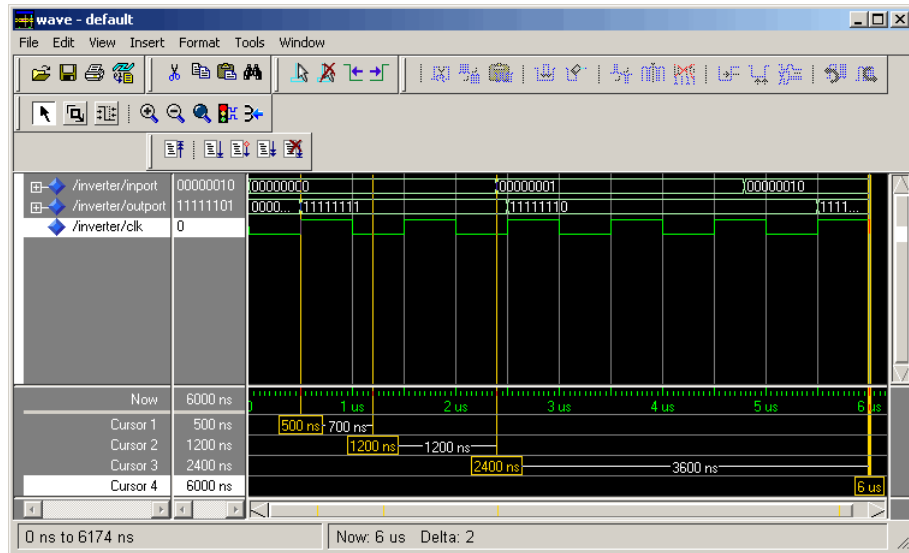 wave - default
File Edit View Insert Format Tools Window
/inverter/inport 00000010 00000000 00000001 00000010
/inverter/outport 11111101 0000... 11111111 11111110 1111...
/inverter/clk 0
Now 6000 ns 1 us 2 us 3 us 4 us 5 us 6 us
Cursor 1 500 ns 500 ns 700 ns
Cursor 2 1200 ns 1200 ns 1200 ns
Cursor 3 2400 ns 2400 ns 3600 ns
Cursor 4 6000 ns 6 us
0 ns to 6174 ns Now: 6 us Delta: 2